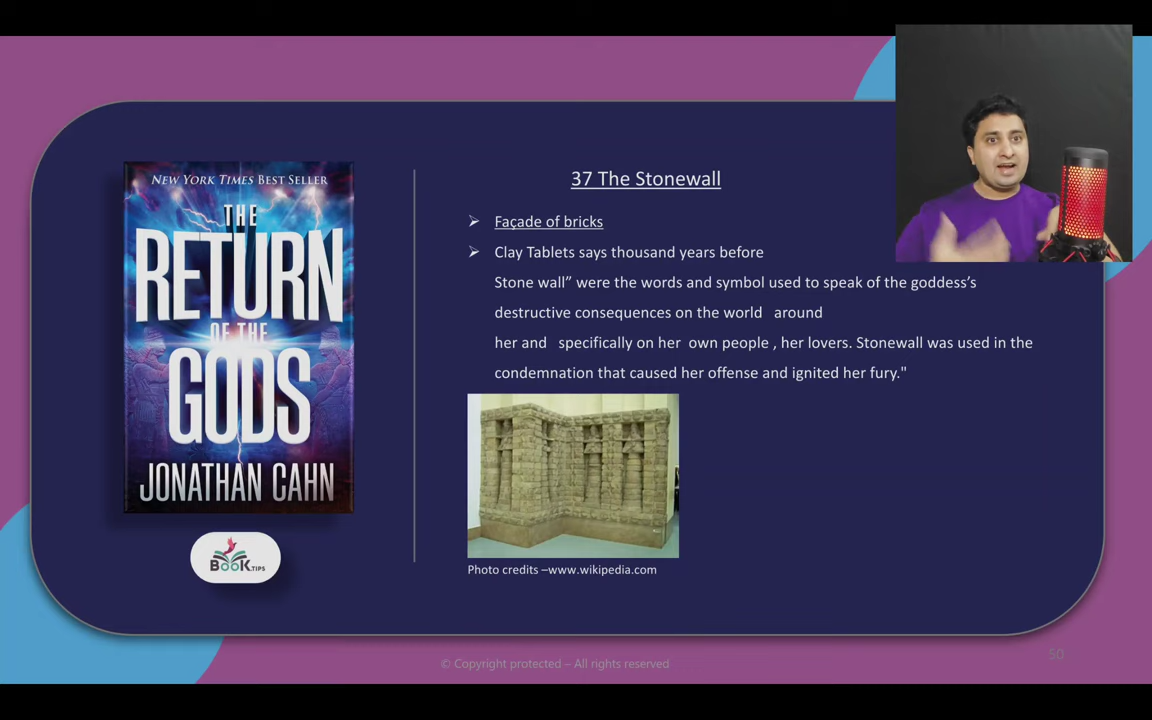 NEW YORK TIMES BEST SELLER
THE
RETURN
OF THE
GODS
JONATHAN CAHN
BOOK.TIPS
37 The Stonewall
➢ Façade of bricks
➢ Clay Tablets says thousand years before
Stone wall” were the words and symbol used to speak of the goddess’s
destructive consequences on the world around
her and specifically on her own people , her lovers. Stonewall was used in the
condemnation that caused her offense and ignited her fury."
Photo credits –www.wikipedia.com
© Copyright protected – All rights reserved
50